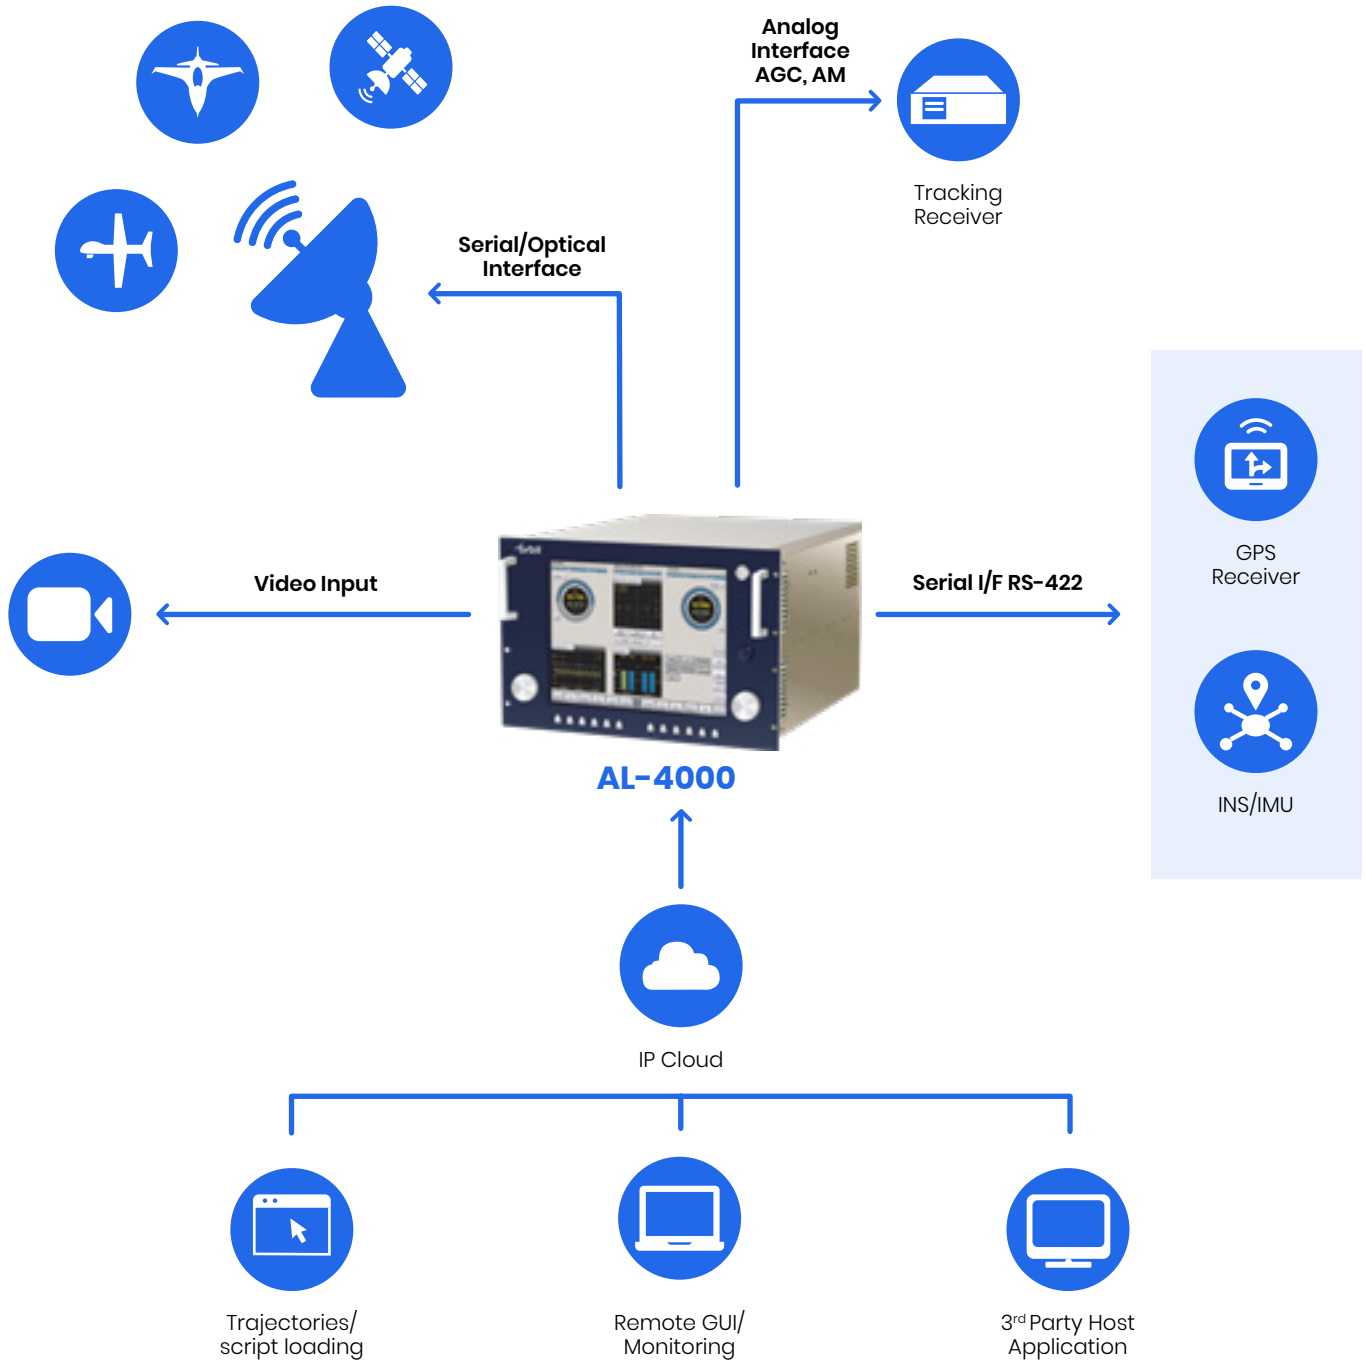 Analog
Interface
AGC, AM
Tracking
Receiver
Serial/Optical
Interface
GPS
Receiver
Video Input
Serial I/F RS-422
AL-4000
INS/IMU
IP Cloud
Trajectories/
script loading
Remote GUI/
Monitoring
3rd Party Host
Application